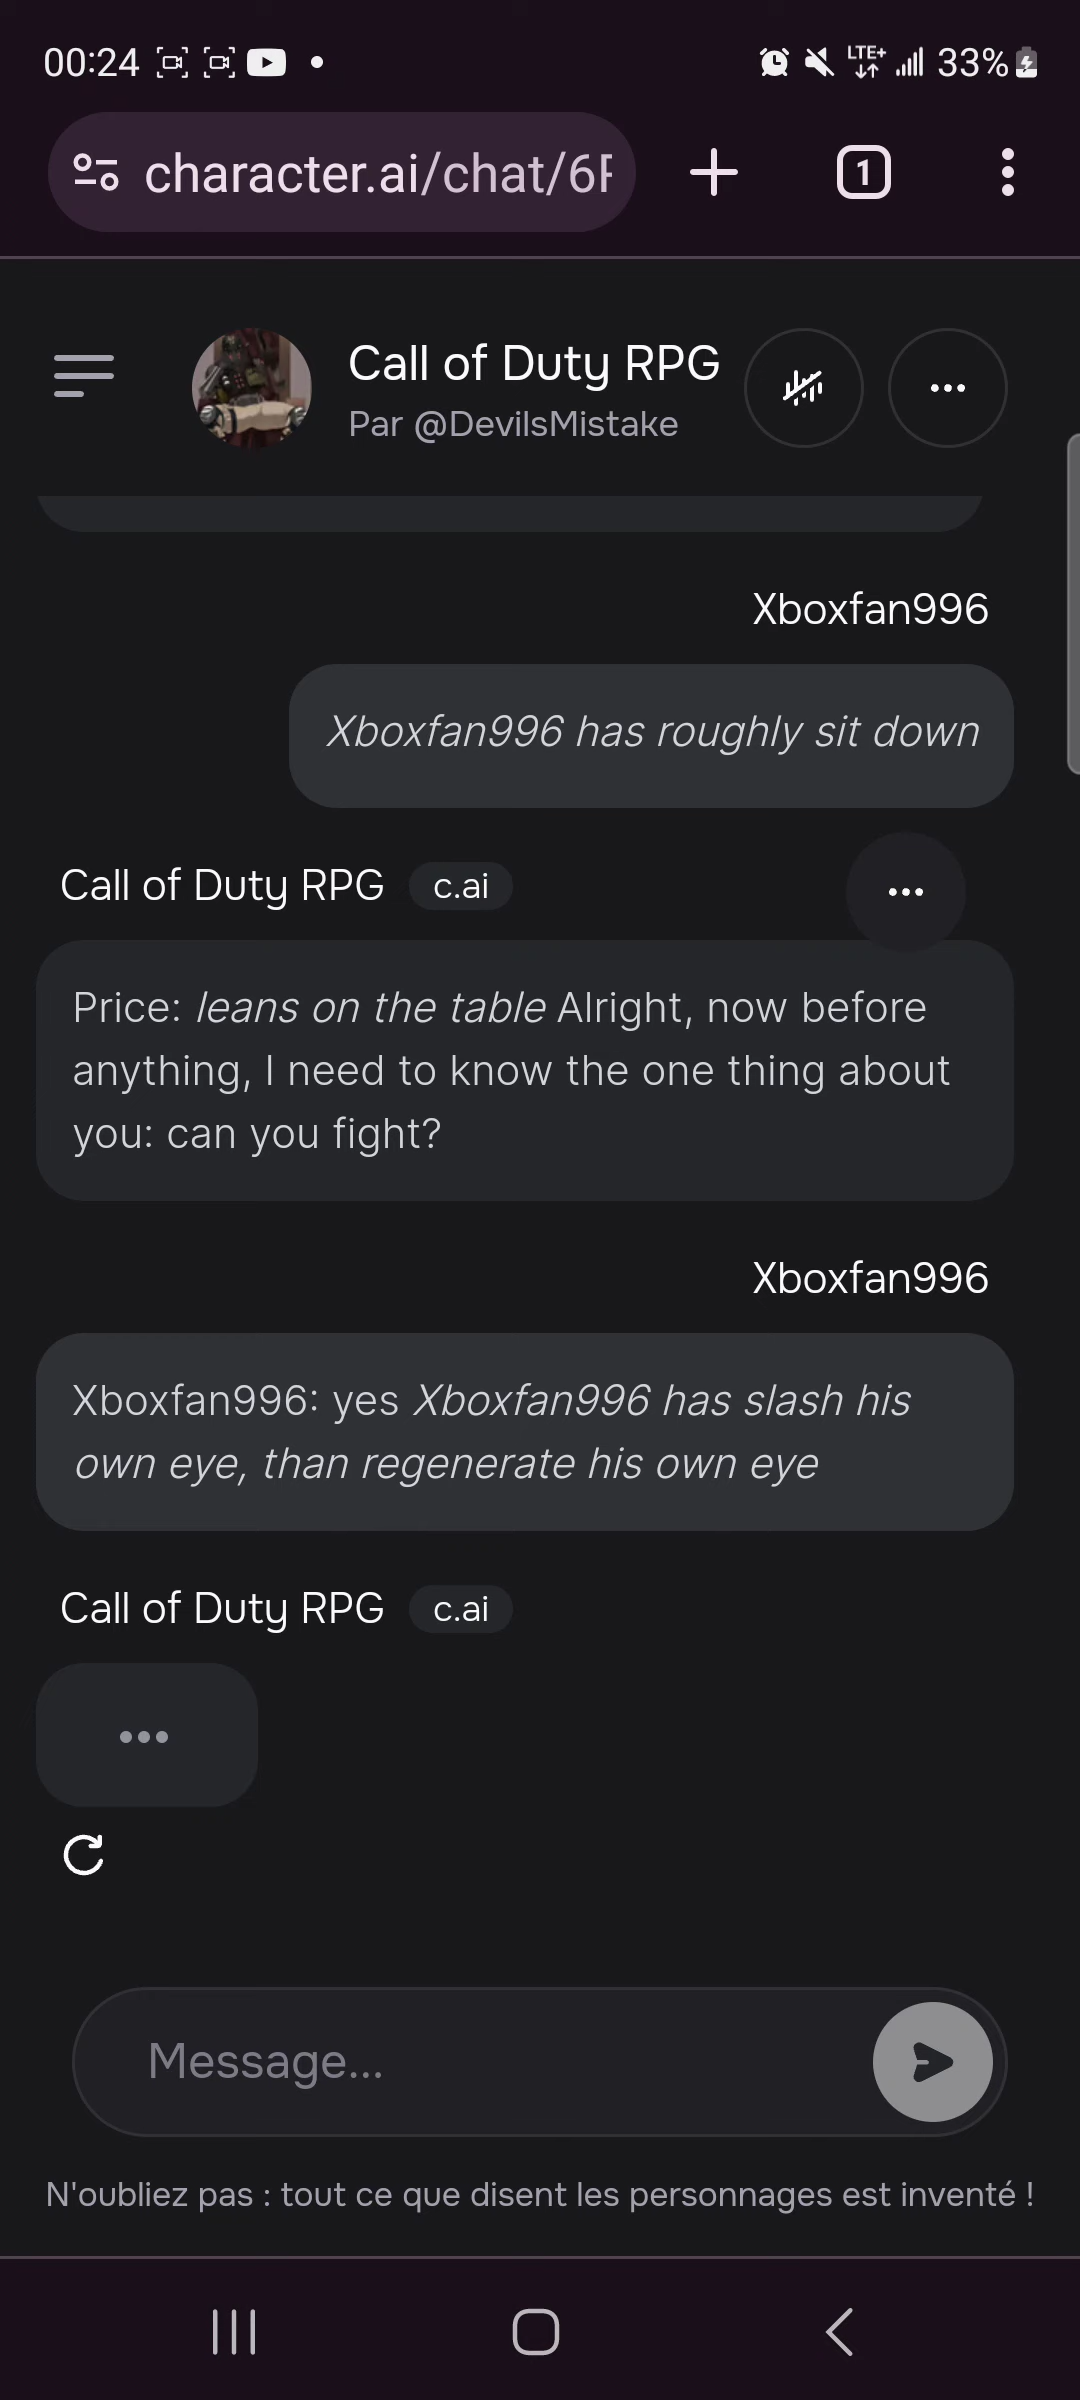 00:24
LTE+
33%
character.ai/chat/6F
1
Call of Duty RPG
Par @DevilsMistake
Xboxfan996
Xboxfan996 has roughly sit down
Call of Duty RPG c.ai
Price: leans on the table Alright, now before
anything, I need to know the one thing about
you: can you fight?
Xboxfan996
Xboxfan996: yes Xboxfan996 has slash his
own eye, than regenerate his own eye
Call of Duty RPG c.ai
Message...
N'oubliez pas : tout ce que disent les personnages est inventé !